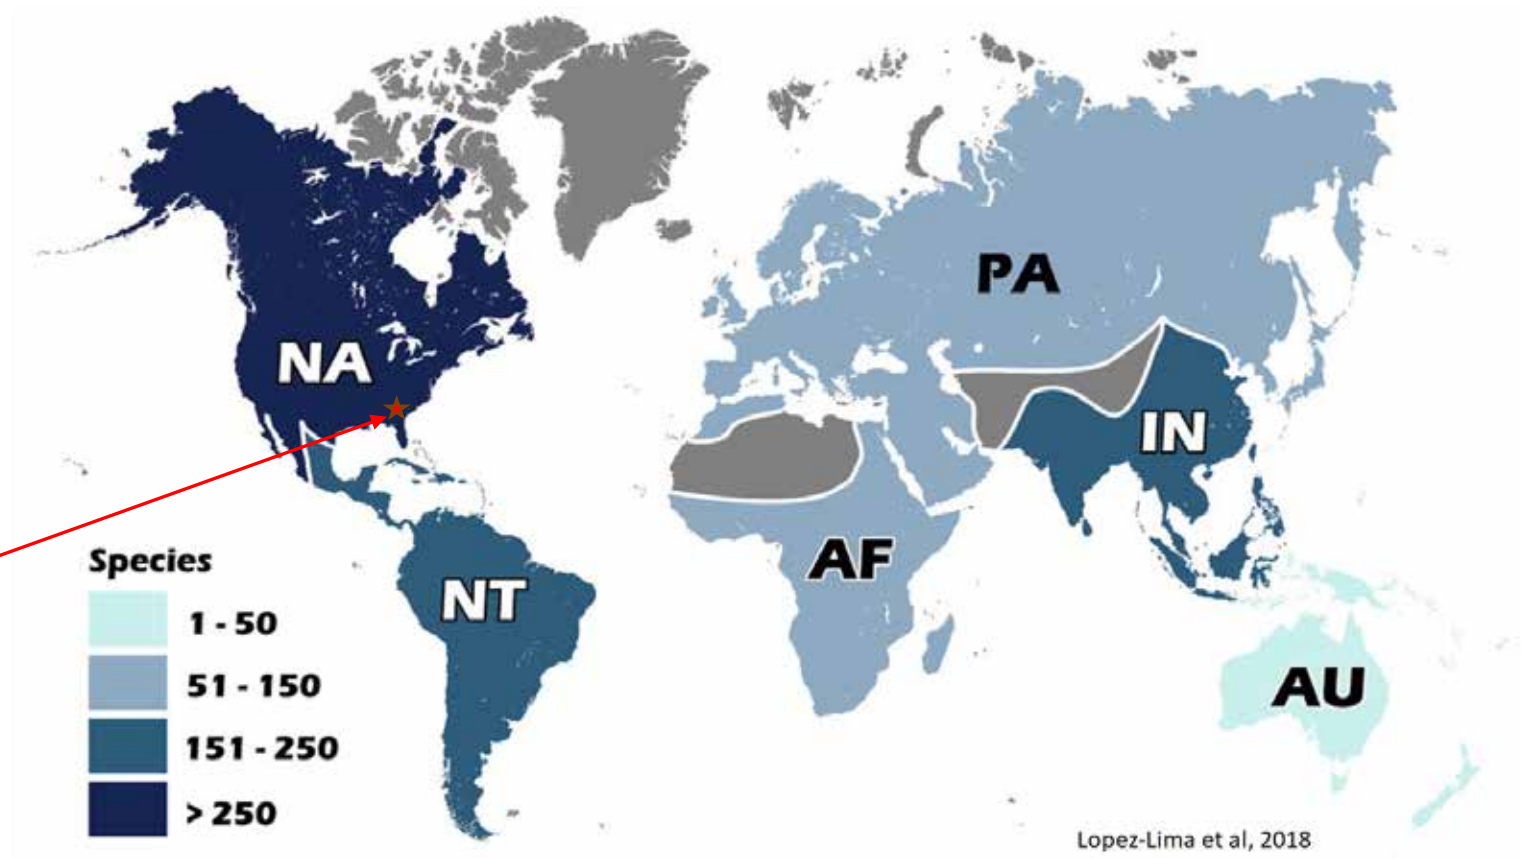 PA
NA
IN
AF
NT
AU
Species
1 - 50
51 - 150
151 - 250
> 250
Lopez-Lima et al, 2018